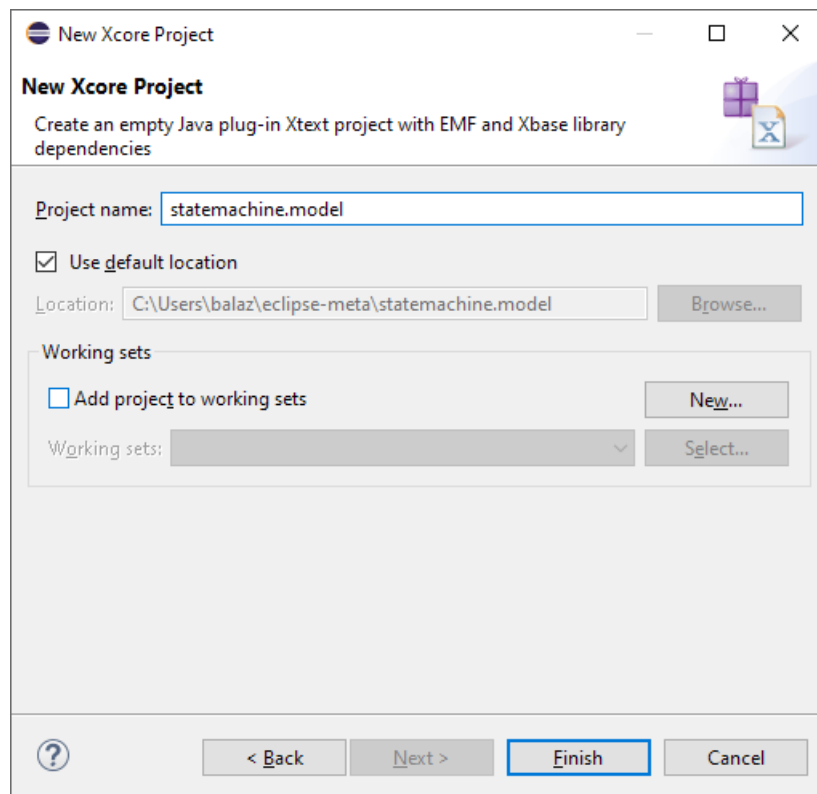 New Xcore Project
New Xcore Project
Create an empty Java plug-in Xtext project with EMF and Xbase library
dependencies
Project name: statemachine.model
Use default location
Location: C:\Users\balaz\eclipse-meta\statemachine.model Browse...
Working sets
Add project to working sets New...
Working sets: Select...
? < Back Next > Finish Cancel